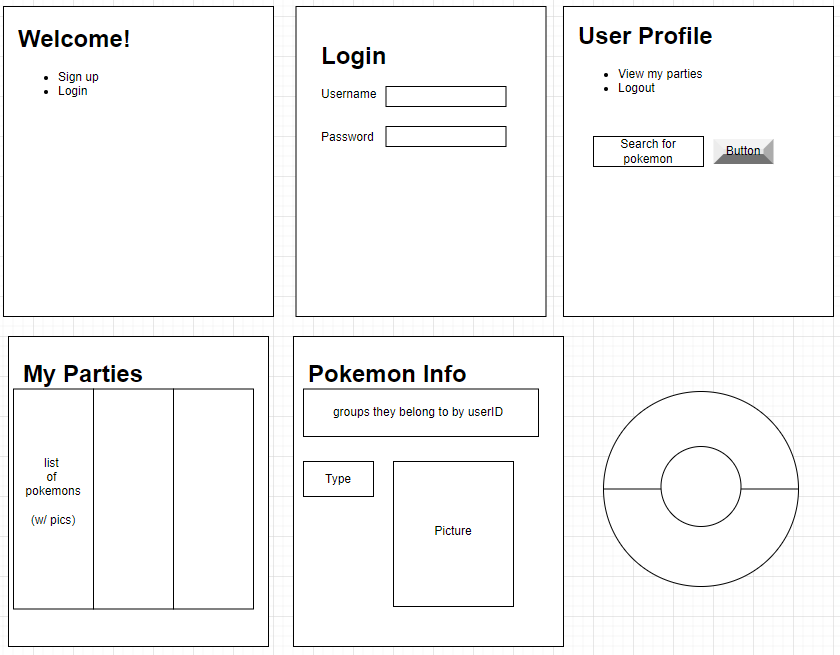 Welcome!
Sign up
Login
Login
Username
Password
User Profile
View my parties
Logout
Search for
pokemon
Button
My Parties
list
of
pokemons
(w/ pics)
Pokemon Info
groups they belong to by userID
Type
Picture